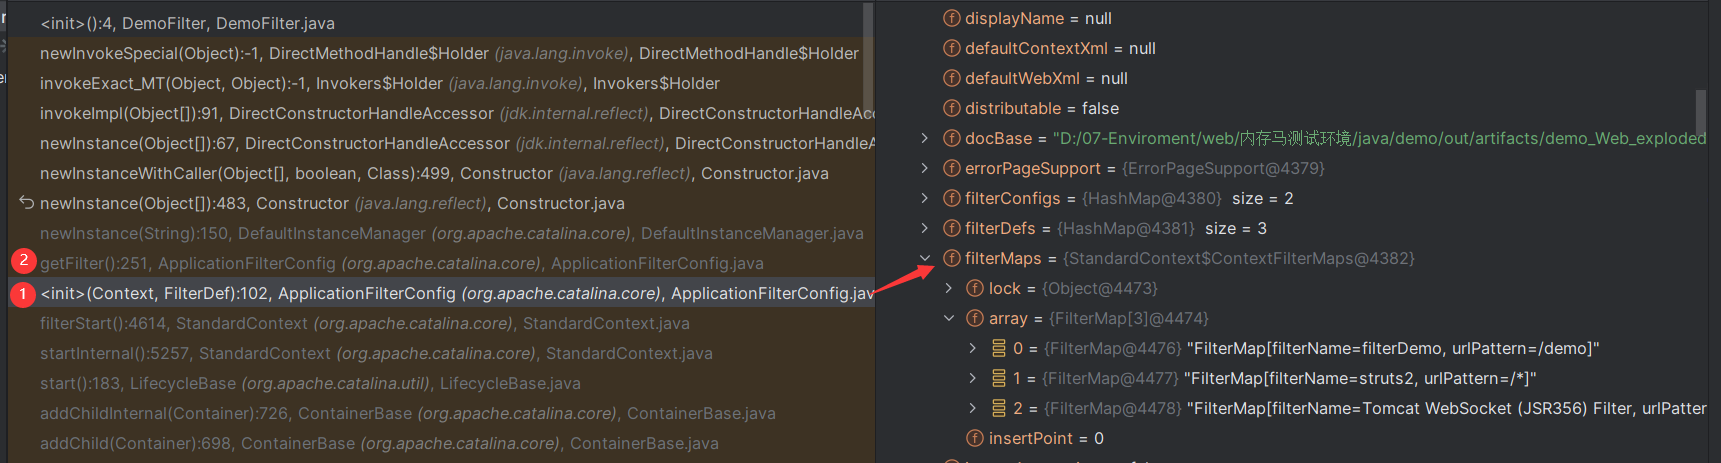 <init>():4, DemoFilter, DemoFilter.java
newInvokeSpecial(Object):-1, DirectMethodHandle$Holder (java.lang.invoke), DirectMethodHandle$Holder
invokeExact_MT(Object, Object):-1, Invokers$Holder (java.lang.invoke), Invokers$Holder
invokeImpl(Object[]):91, DirectConstructorHandleAccessor (jdk.internal.reflect), DirectConstructorHandleAcc
newInstance(Object[]):67, DirectConstructorHandleAccessor (jdk.internal.reflect), DirectConstructorHandleA
newInstanceWithCaller(Object[], boolean, Class):499, Constructor (java.lang.reflect), Constructor.java
newInstance(Object[]):483, Constructor (java.lang.reflect), Constructor.java
newInstance(String):150, DefaultInstanceManager (org.apache.catalina.core), DefaultInstanceManager.java
2 getFilter():251, ApplicationFilterConfig (org.apache.catalina.core), ApplicationFilterConfig.java
1 <init>(Context, FilterDef):102, ApplicationFilterConfig (org.apache.catalina.core), ApplicationFilterConfig.jav
filterStart():4614, StandardContext (org.apache.catalina.core), StandardContext.java
startInternal():5257, StandardContext (org.apache.catalina.core), StandardContext.java
start():183, LifecycleBase (org.apache.catalina.util), LifecycleBase.java
addChildInternal(Container):726, ContainerBase (org.apache.catalina.core), ContainerBase.java
addChild(Container):698, ContainerBase (org.apache.catalina.core), ContainerBase.java
f displayName = null
f defaultContextXml = null
f defaultWebXml = null
f distributable = false
f docBase = "D:/07-Enviroment/web/内存马测试环境/java/demo/out/artifacts/demo_Web_exploded
f errorPageSupport = {ErrorPageSupport@4379}
f filterConfigs = {HashMap@4380} size = 2
f filterDefs = {HashMap@4381} size = 3
f filterMaps = {StandardContext$ContextFilterMaps@4382}
f lock = {Object@4473}
f array = {FilterMap[3]@4474}
0 = {FilterMap@4476} "FilterMap[filterName=filterDemo, urlPattern=/demo]"
1 = {FilterMap@4477} "FilterMap[filterName=struts2, urlPattern=/*]"
2 = {FilterMap@4478} "FilterMap[filterName=Tomcat WebSocket (JSR356) Filter, urlPatter
f insertPoint = 0